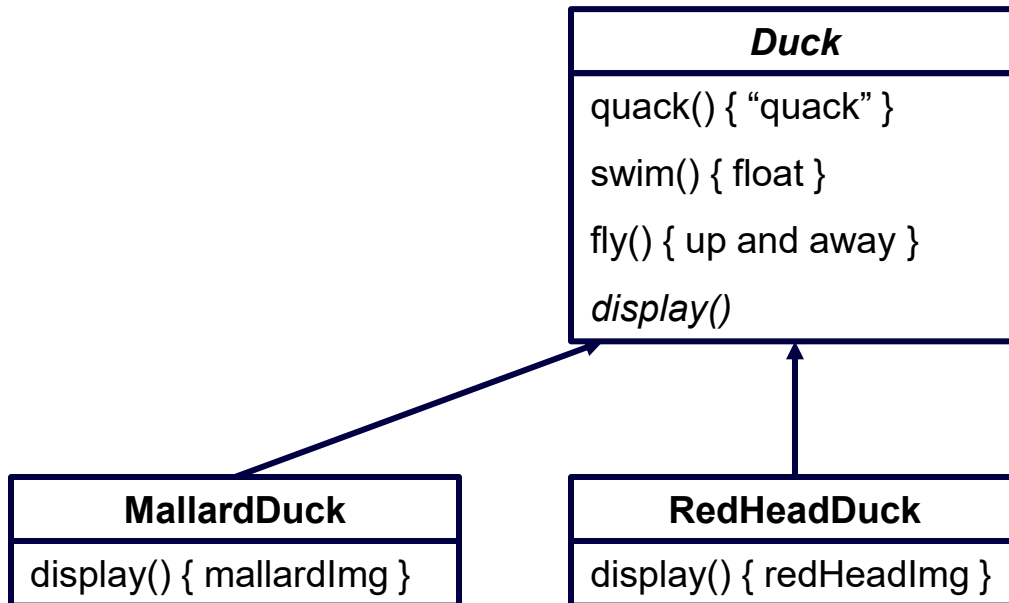 Duck
quack() { “quack” }
swim() { float }
fly() { up and away }
display()
MallardDuck
display() { mallardImg }
RedHeadDuck
display() { redHeadImg }